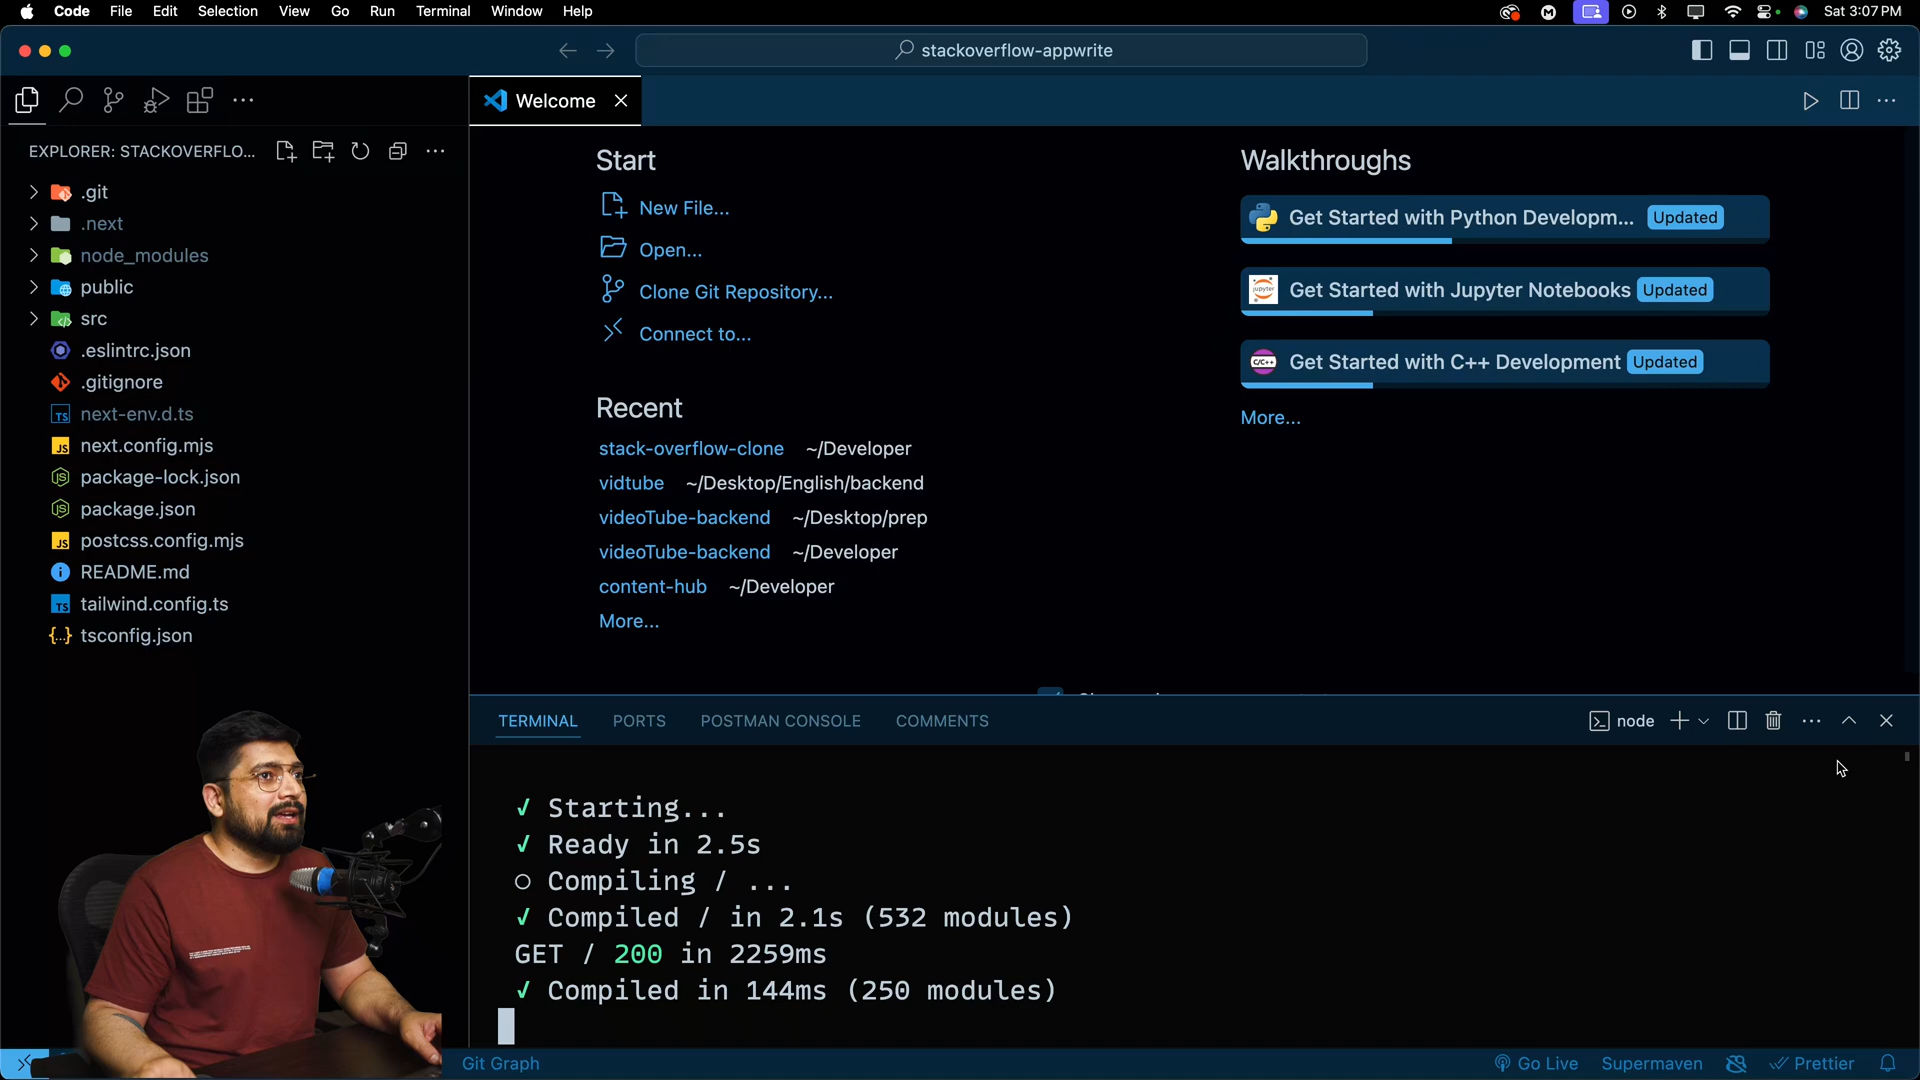 Code File Edit Selection View Go Run Terminal Window Help
Sat 3:07 PM
stackoverflow-appwrite
Welcome
EXPLORER: STACKOVERFLO...
.git
.next
node_modules
public
src
.eslintrc.json
.gitignore
next-env.d.ts
next.config.mjs
package-lock.json
package.json
postcss.config.mjs
README.md
tailwind.config.ts
tsconfig.json
Start
New File...
Open...
Clone Git Repository...
Connect to...
Recent
stack-overflow-clone ~/Developer
vidtube ~/Desktop/English/backend
videoTube-backend ~/Desktop/prep
videoTube-backend ~/Developer
content-hub ~/Developer
More...
Walkthroughs
Get Started with Python Developm... Updated
Get Started with Jupyter Notebooks Updated
Get Started with C++ Development Updated
More...
TERMINAL PORTS POSTMAN CONSOLE COMMENTS
node
✓ Starting...
✓ Ready in 2.5s
○ Compiling / ...
✓ Compiled / in 2.1s (532 modules)
GET / 200 in 2259ms
✓ Compiled in 144ms (250 modules)
Git Graph
Go Live Supermaven Prettier